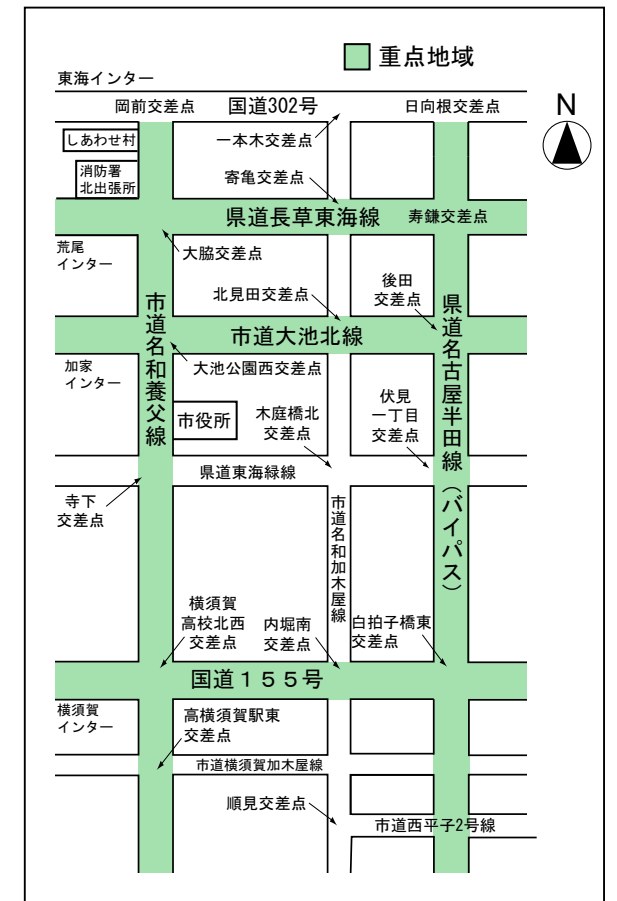 重点地域
東海インター
岡前交差点
国道302号
日向根交差点
N
しあわせ村
一本木交差点
消防署
北出張所
寄亀交差点
県道長草東海線
寿鎌交差点
荒尾
インター
大脇交差点
北見田交差点
後田
交差点
市道名和養父線
市道大池北線
県道名古屋半田線（バイパス）
加家
インター
大池公園西交差点
市役所
木庭橋北
交差点
伏見
一丁目
交差点
県道東海緑線
寺下
交差点
市道名和加木屋線
横須賀
高校北西
交差点
内堀南
交差点
白拍子橋東
交差点
国道１５５号
横須賀
インター
高横須賀駅東
交差点
市道横須賀加木屋線
順見交差点
市道西平子2号線